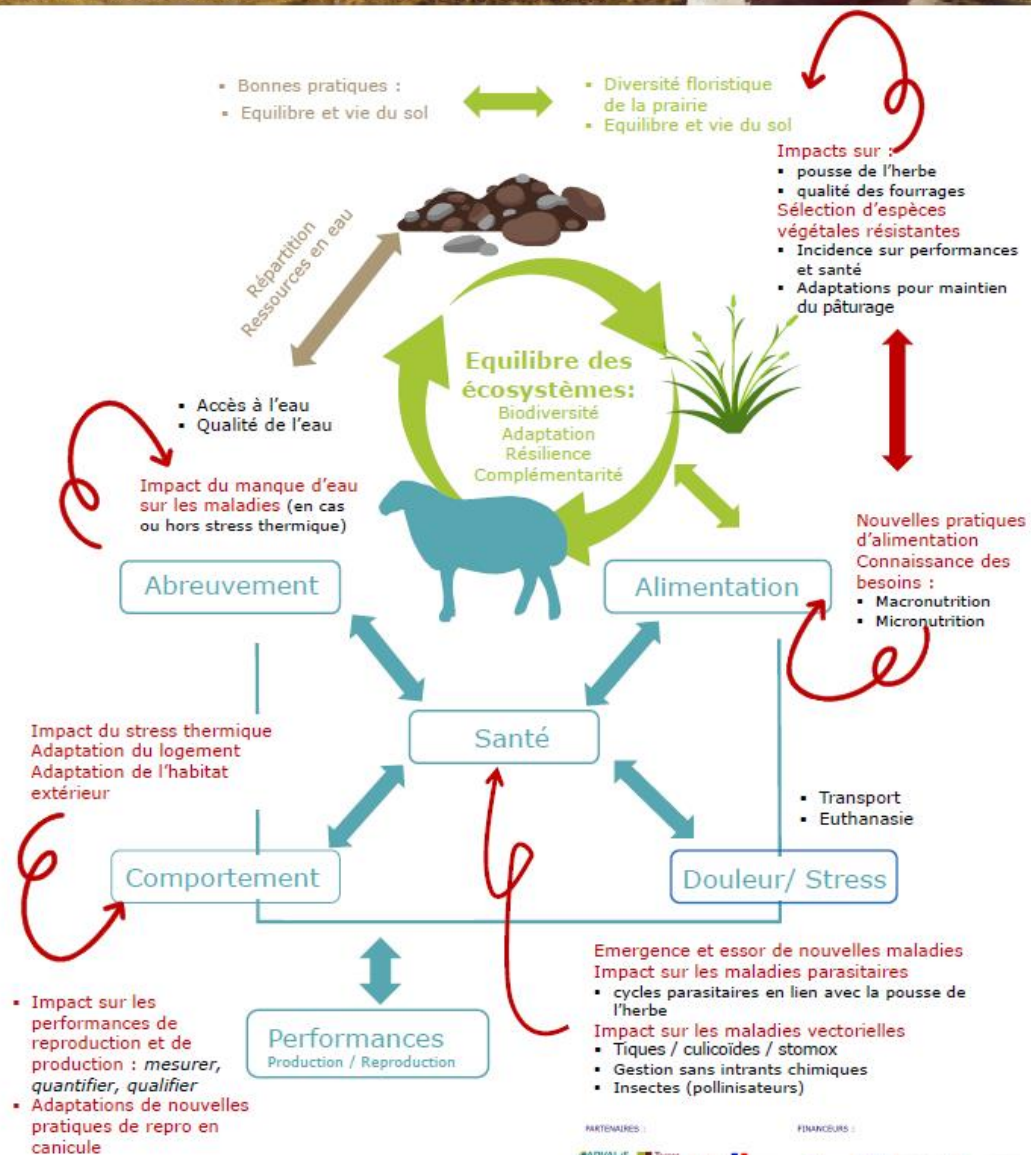 ▪ Bonnes pratiques :
▪ Equilibre et vie du sol
▪ Diversité floristique
de la prairie
▪ Equilibre et vie du sol
Impacts sur :
▪ pousse de l'herbe
▪ qualité des fourrages
Sélection d'espèces
végétales résistantes
▪ Incidence sur performances
et santé
▪ Adaptations pour maintien
du pâturage
Répartition
Ressources en eau
Equilibre des
écosystèmes:
Biodiversité
Adaptation
Résilience
Complémentarité
▪ Accès à l'eau
▪ Qualité de l'eau
Impact du manque d'eau
sur les maladies (en cas
ou hors stress thermique)
Nouvelles pratiques
d'alimentation
Connaissance des
besoins :
▪ Macronutrition
▪ Micronutrition
Abreuvement
Alimentation
Santé
Impact du stress thermique
Adaptation du logement
Adaptation de l'habitat
extérieur
▪ Transport
▪ Euthanasie
Comportement
Douleur/ Stress
Emergence et essor de nouvelles maladies
Impact sur les maladies parasitaires
▪ cycles parasitaires en lien avec la pousse de
l'herbe
Impact sur les maladies vectorielles
▪ Tiques / culicoïdes / stomox
▪ Gestion sans intrants chimiques
▪ Insectes (pollinisateurs)
▪ Impact sur les
performances de
reproduction et de
production : mesurer,
quantifier, qualifier
▪ Adaptations de nouvelles
pratiques de repro en
canicule
Performances
Production / Reproduction
PARTENAIRES :
FINANCEURS :